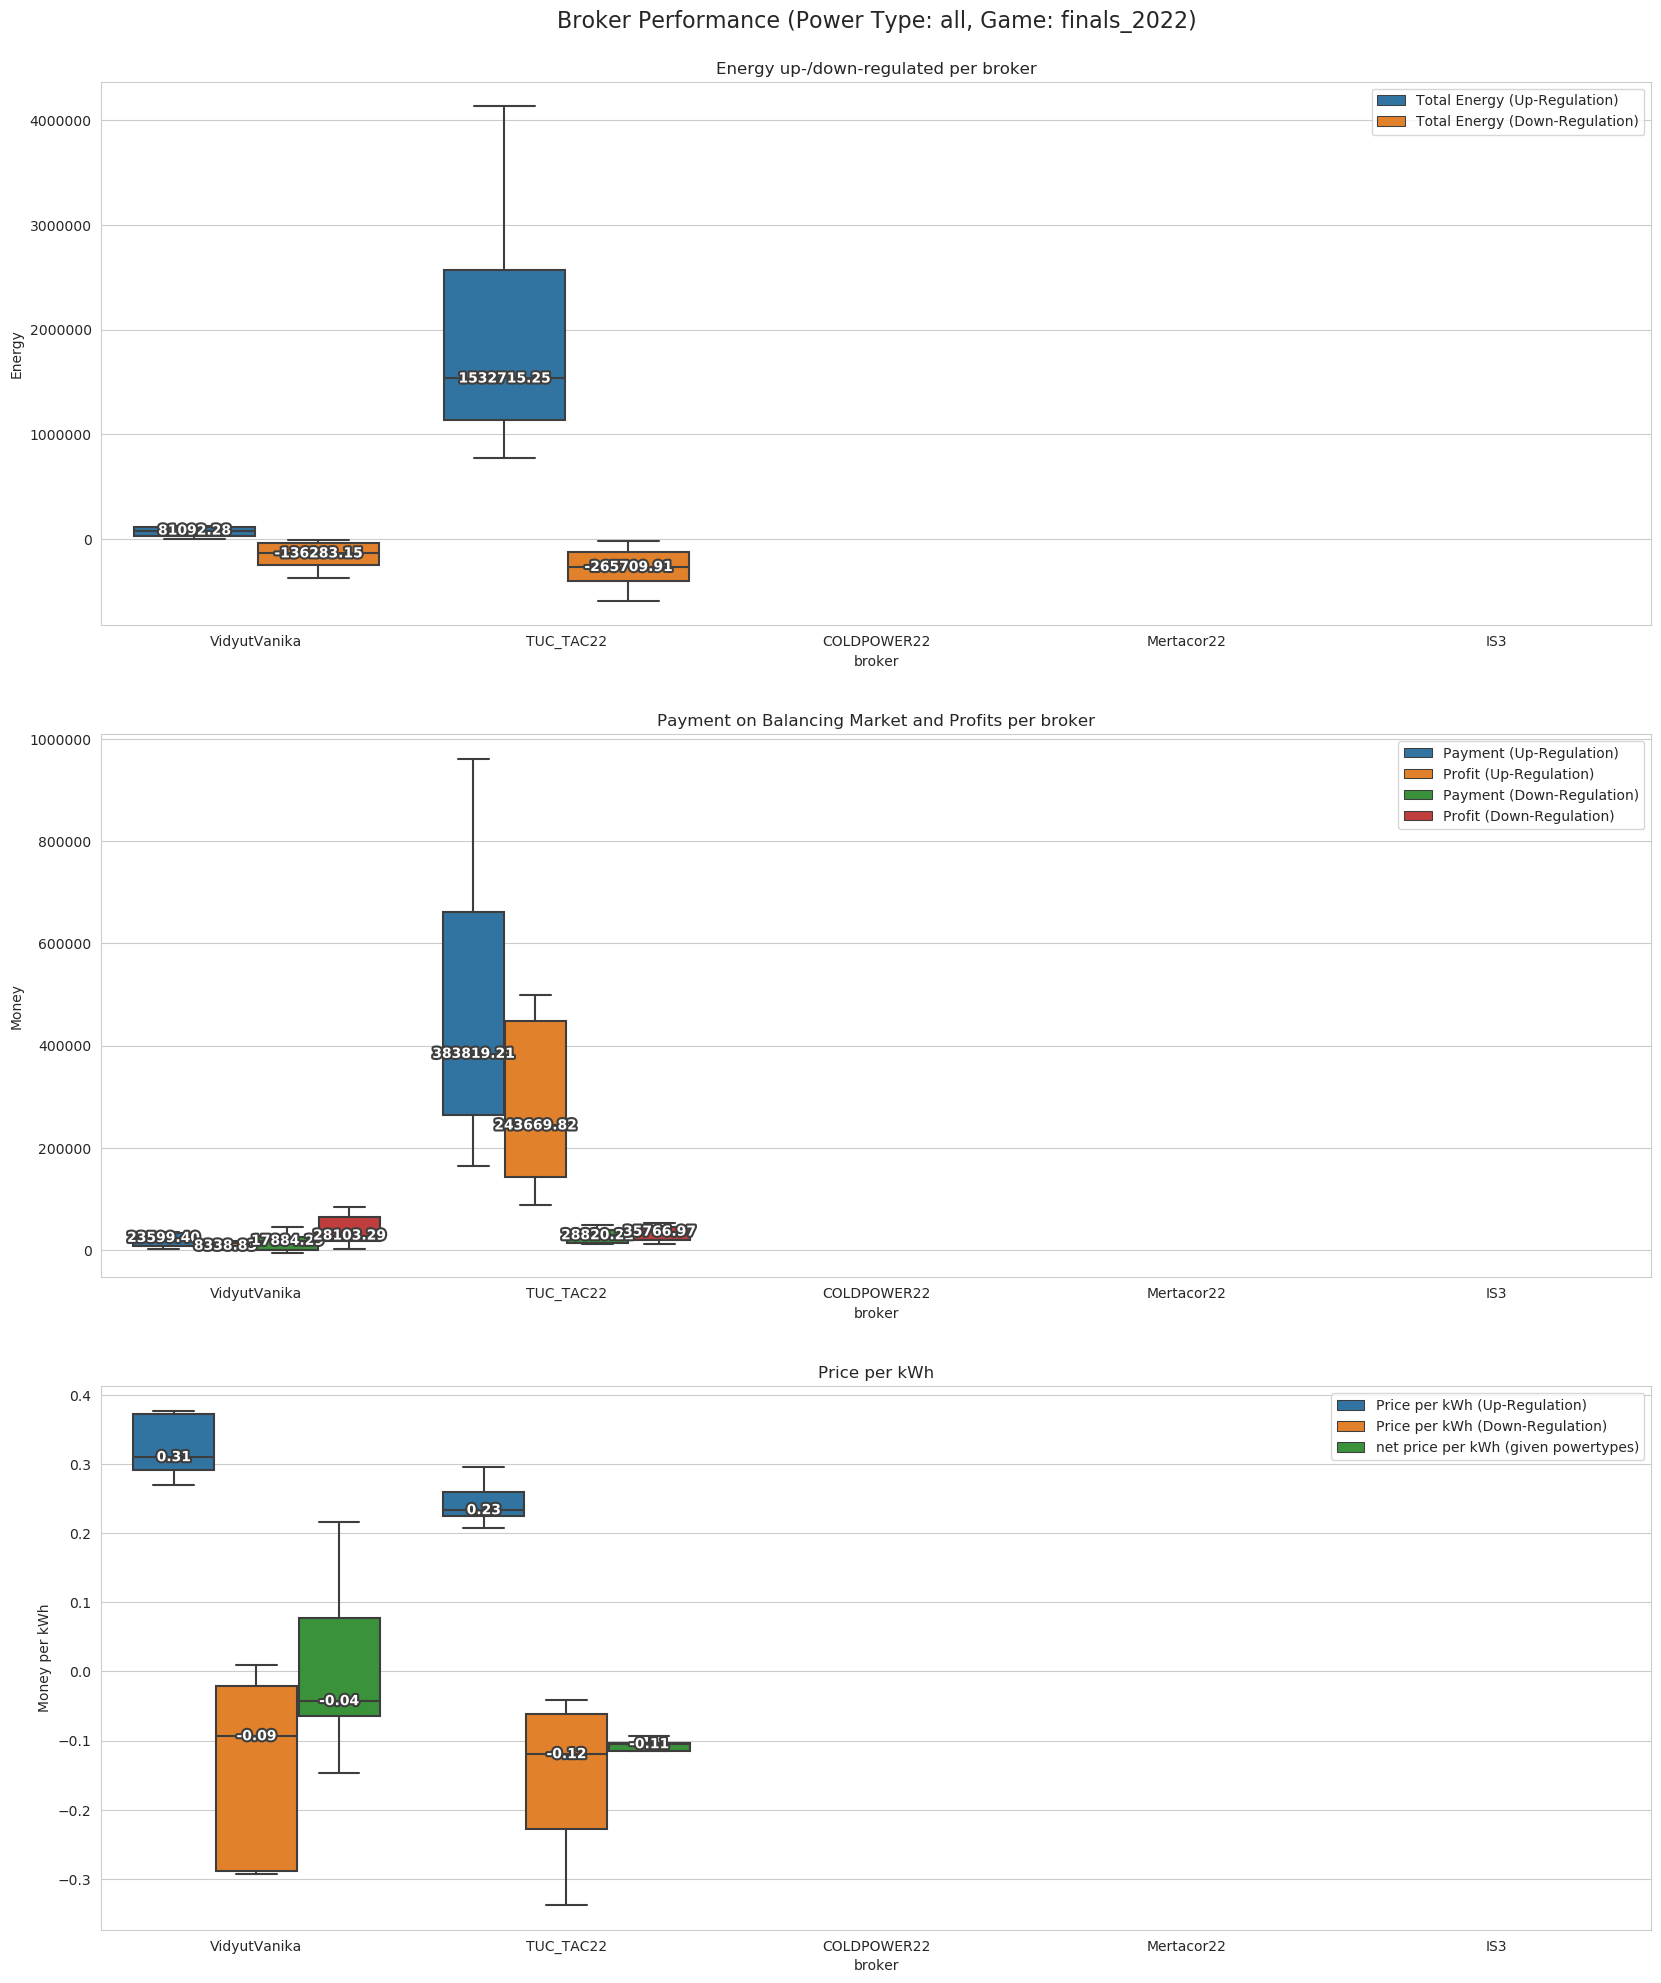 Broker Performance (Power Type: all, Game: finals_2022)
Energy up-/down-regulated per broker
Total Energy (Up-Regulation)
Total Energy (Down-Regulation)
Energy
4000000
3000000
2000000
1000000
0
81092.28
-136283.15
1532715.25
-265709.91
VidyutVanika TUC_TAC22 COLDPOWER22 Mertacor22 IS3
broker
Payment on Balancing Market and Profits per broker
Payment (Up-Regulation)
Profit (Up-Regulation)
Payment (Down-Regulation)
Profit (Down-Regulation)
Money
1000000
800000
600000
400000
200000
0
23599.40
28103.29
383819.21
243669.82
35766.97
VidyutVanika TUC_TAC22 COLDPOWER22 Mertacor22 IS3
broker
Price per kWh
Price per kWh (Up-Regulation)
Price per kWh (Down-Regulation)
net price per kWh (given powertypes)
Money per kWh
0.4
0.3
0.2
0.1
0.0
−0.1
−0.2
−0.3
0.31
-0.09
-0.04
0.23
-0.12
-0.11
VidyutVanika TUC_TAC22 COLDPOWER22 Mertacor22 IS3
broker